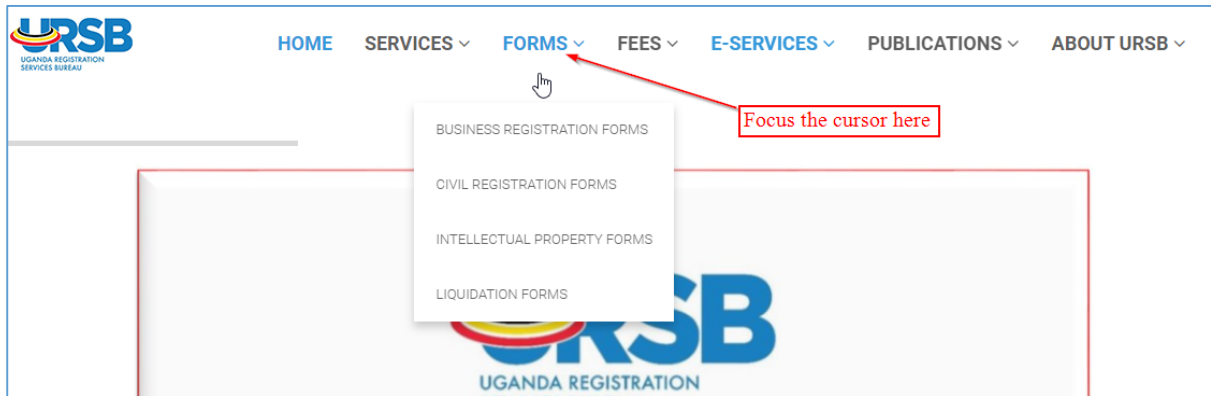 URSB
UGANDA REGISTRATION
SERVICES BUREAU
HOME SERVICES FORMS FEES E-SERVICES PUBLICATIONS ABOUT URSB
Focus the cursor here
BUSINESS REGISTRATION FORMS
CIVIL REGISTRATION FORMS
INTELLECTUAL PROPERTY FORMS
LIQUIDATION FORMS
URSB
UGANDA REGISTRATION